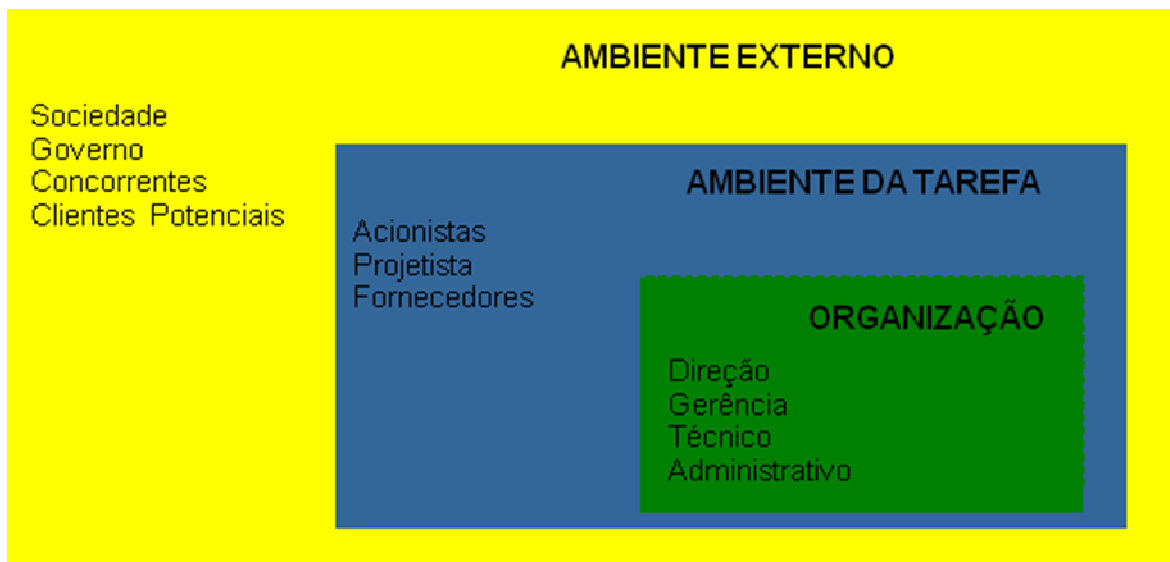 AMBIENTE EXTERNO
Sociedade
Governo
Concorrentes
Clientes Potenciais
AMBIENTE DA TAREFA
Acionistas
Projetista
Fornecedores
ORGANIZAÇÃO
Direção
Gerência
Técnico
Administrativo